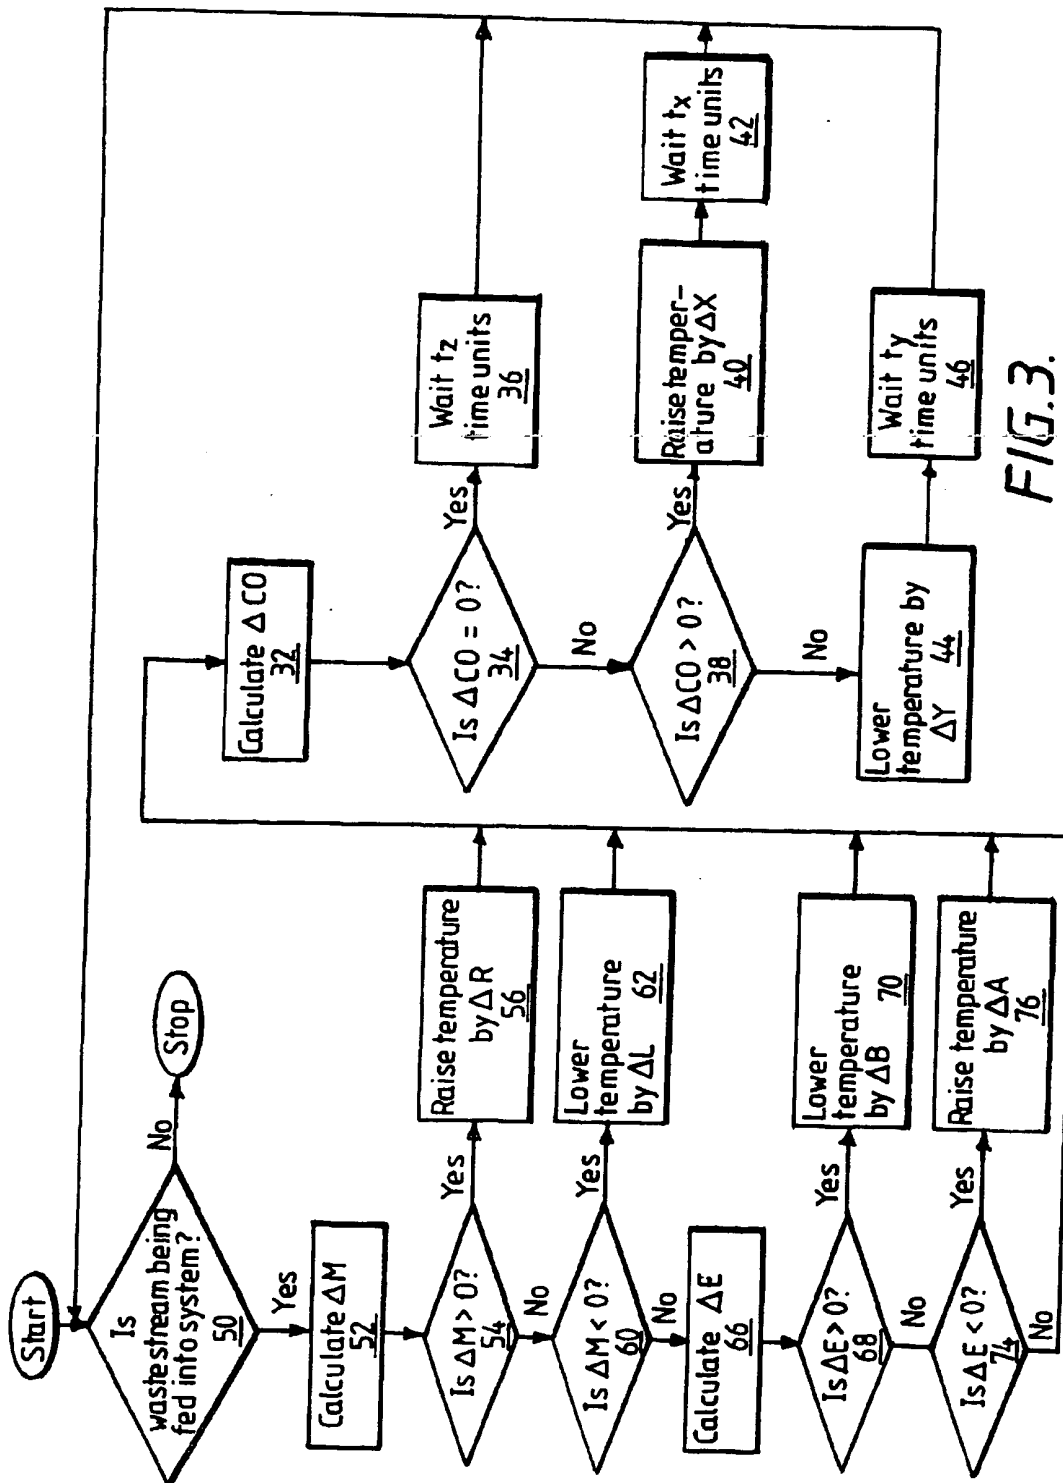 Start
Is
waste stream being
fed into system?
50
No
Stop
Yes
Calculate ΔM
52
Is ΔM > 0?
54
Yes
Raise temperature
by ΔR
56
No
Is ΔM < 0?
60
Yes
Lower
temperature
by ΔL 62
No
Calculate ΔE
66
Is ΔE > 0?
68
Yes
Lower
temperature
by ΔB 70
No
Is ΔE < 0?
74
Yes
Raise temperature
by ΔA
76
No
Calculate ΔCO
32
Is ΔCO = 0?
34
Yes
Wait tz
time units
36
No
Is ΔCO > 0?
38
Yes
Raise temper-
ature by ΔX
40
Wait tx
time units
42
No
Lower
temperature by
ΔY 44
Wait ty
time units
46
FIG.3.